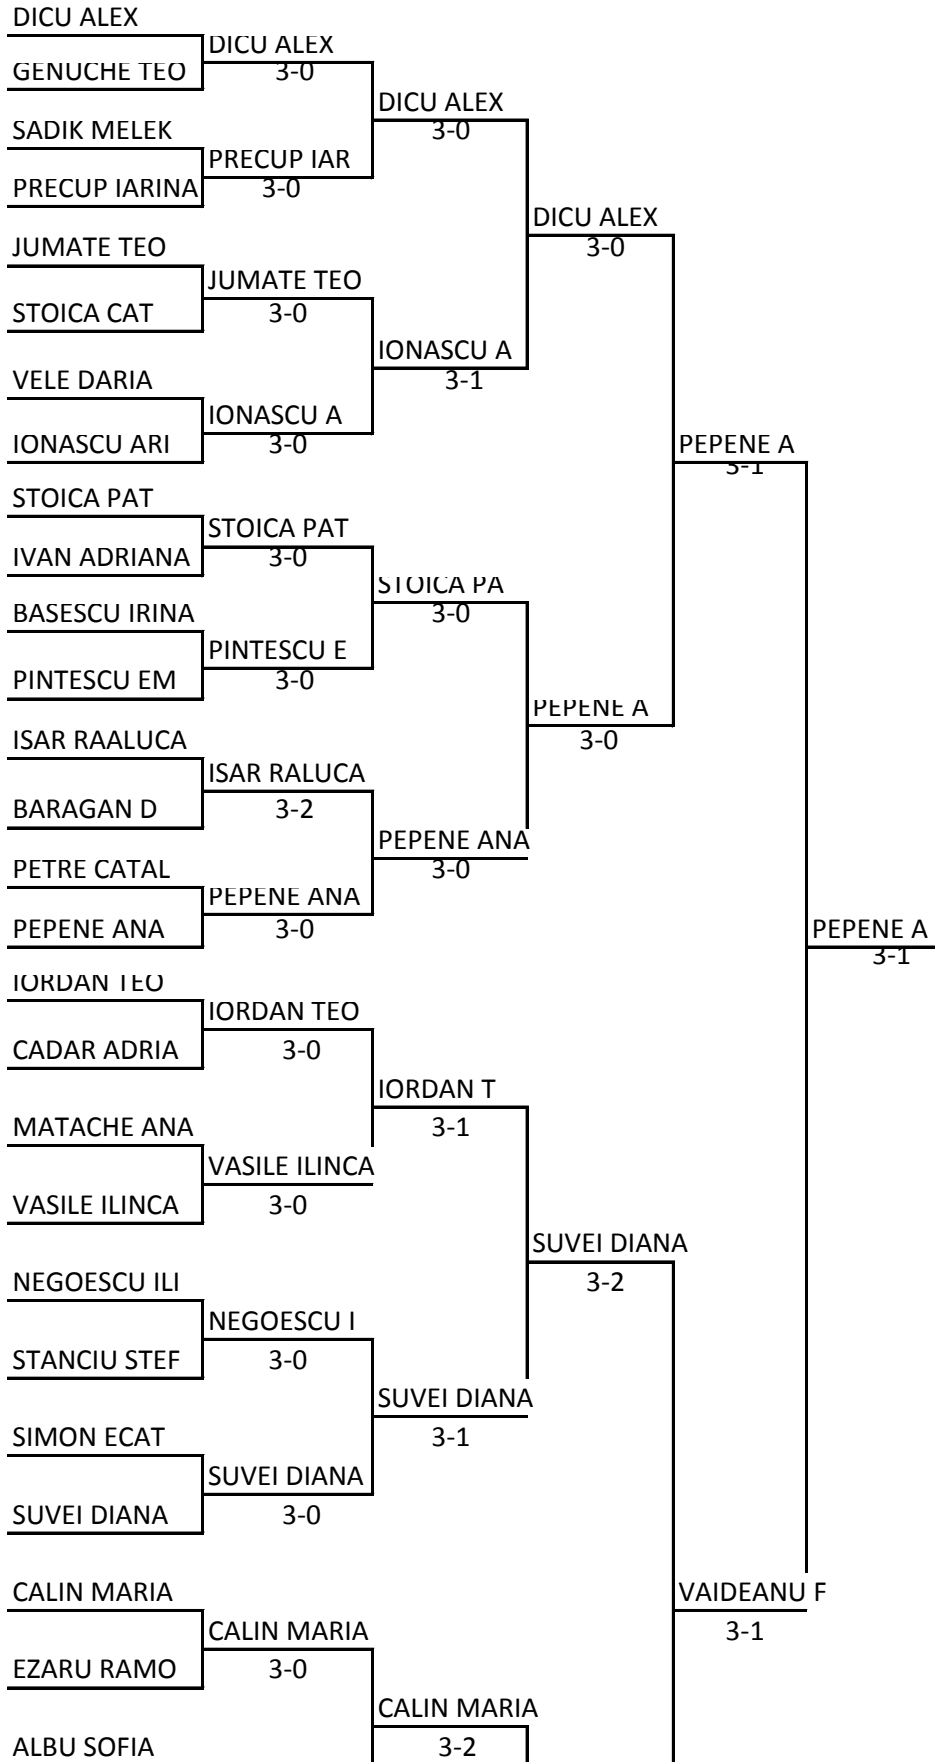 DICU ALEX
DICU ALEX
GENUCHE TEO
3-0
DICU ALEX
SADIK MELEK
3-0
PRECUP IAR
PRECUP IARINA
3-0
DICU ALEX
JUMATE TEO
3-0
JUMATE TEO
STOICA CAT
3-0
IONASCU A
VELE DARIA
3-1
IONASCU A
IONASCU ARI
3-0
PEPENE A
3-1
STOICA PAT
STOICA PAT
IVAN ADRIANA
3-0
STOICA PA
BASESCU IRINA
3-0
PINTESCU E
PINTESCU EM
3-0
PEPENE A
ISAR RAALUCA
3-0
ISAR RALUCA
BARAGAN D
3-2
PEPENE ANA
PETRE CATAL
3-0
PEPENE ANA
PEPENE ANA
3-0
PEPENE A
3-1
IORDAN TEO
IORDAN TEO
CADAR ADRIA
3-0
IORDAN T
MATACHE ANA
3-1
VASILE ILINCA
VASILE ILINCA
3-0
SUVEI DIANA
NEGOESCU ILI
3-2
NEGOESCU I
STANCIU STEF
3-0
SUVEI DIANA
SIMON ECAT
3-1
SUVEI DIANA
SUVEI DIANA
3-0
CALIN MARIA
VAIDEANU F
CALIN MARIA
3-1
EZARU RAMO
3-0
CALIN MARIA
ALBU SOFIA
3-2